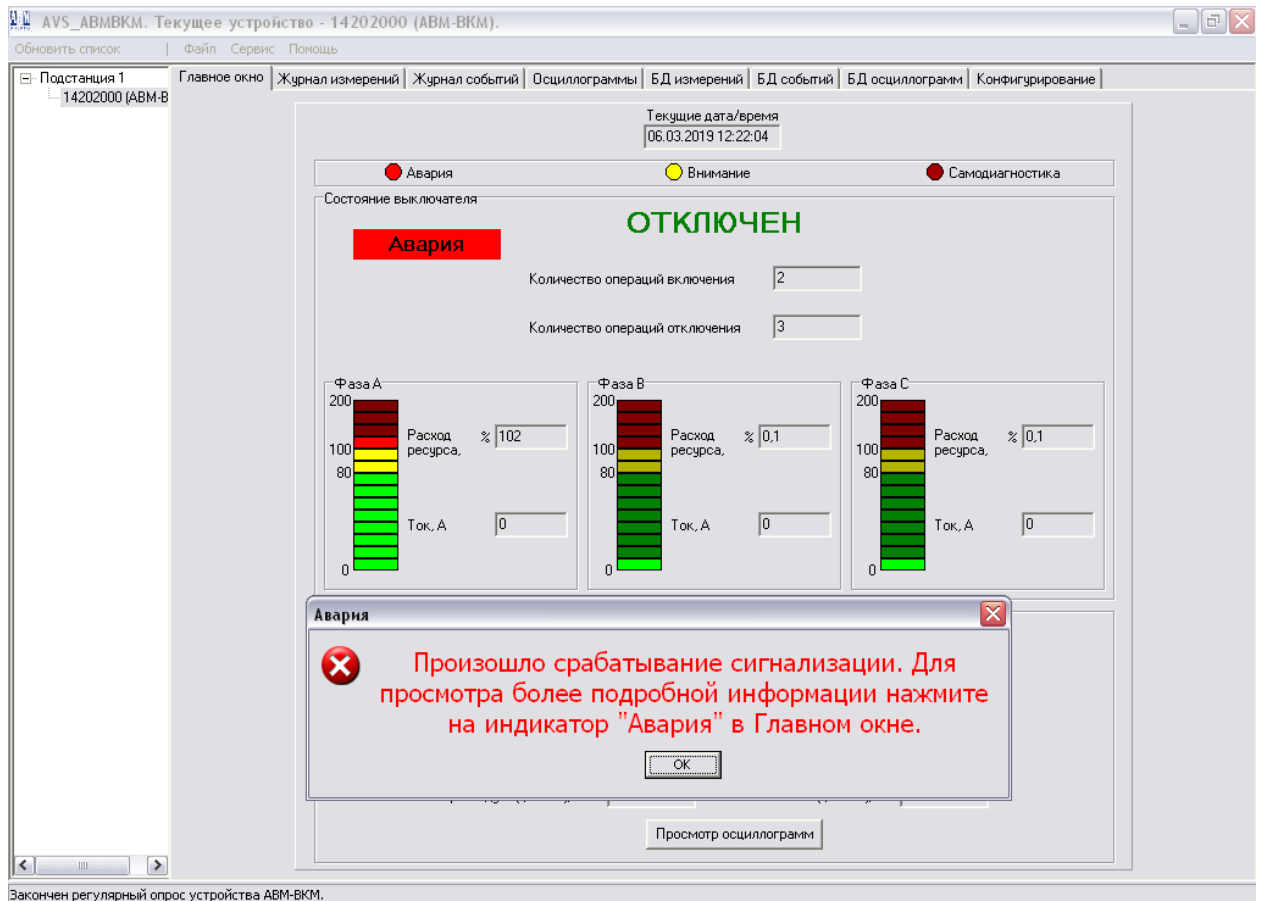 AVS_АВМВКМ. Текущее устройство - 14202000 (АВМ-ВКМ).
Обновить список | Файл Сервис Помощь
Подстанция 1
14202000 (АВМ-В
Главное окно Журнал измерений Журнал событий Осциллограммы БД измерений БД событий БД осциллограмм Конфигурирование
Текущие дата/время
06.03.2019 12:22:04
Авария Внимание Самодиагностика
Состояние выключателя
ОТКЛЮЧЕН
Авария
Количество операций включения 2
Количество операций отключения 3
Фаза А
200
100
80
0
Расход ресурса, % 102
Ток, А 0
Фаза В
200
100
80
0
Расход ресурса, % 0,1
Ток, А 0
Фаза С
200
100
80
0
Расход ресурса, % 0,1
Ток, А 0
Авария
Произошло срабатывание сигнализации. Для
просмотра более подробной информации нажмите
на индикатор "Авария" в Главном окне.
OK
Просмотр осциллограмм
Закончен регулярный опрос устройства АВМ-ВКМ.